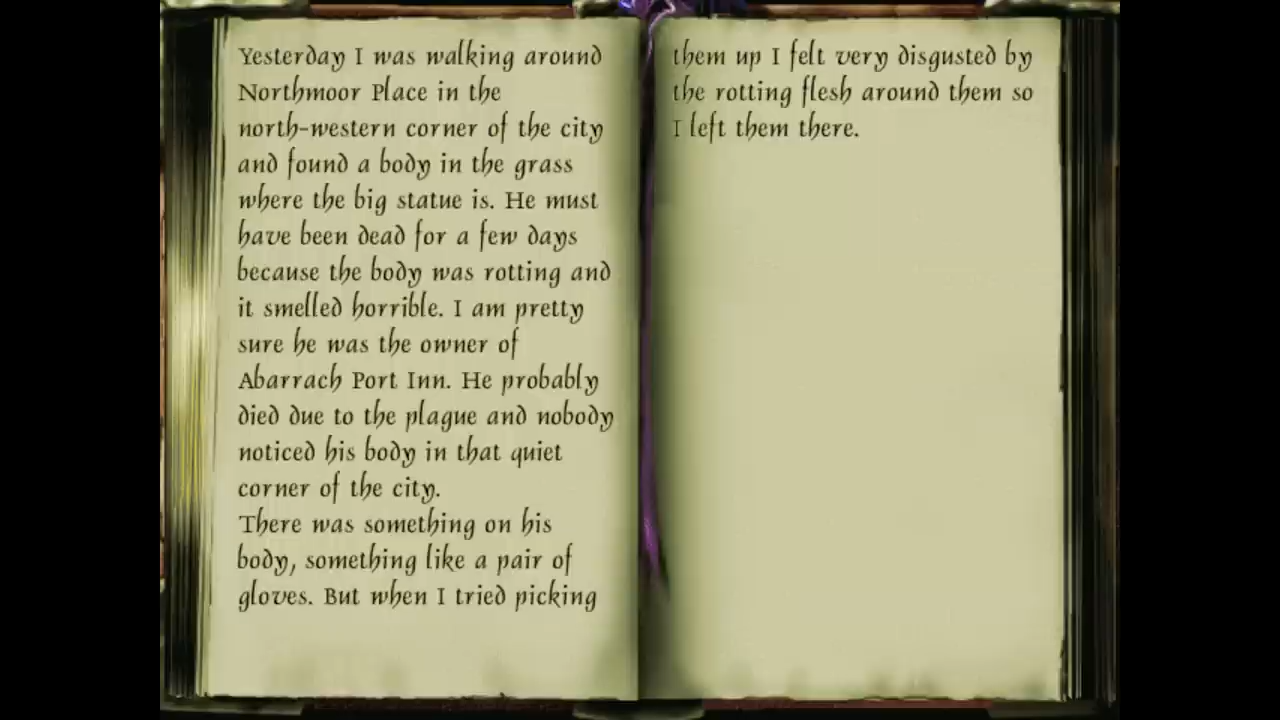 Yesterday I was walking around
Northmoor Place in the
north-western corner of the city
and found a body in the grass
where the big statue is. He must
have been dead for a few days
because the body was rotting and
it smelled horrible. I am pretty
sure he was the owner of
Abarrach Port Inn. He probably
died due to the plague and nobody
noticed his body in that quiet
corner of the city.
There was something on his
body, something like a pair of
gloves. But when I tried picking
them up I felt very disgusted by
the rotting flesh around them so
I left them there.